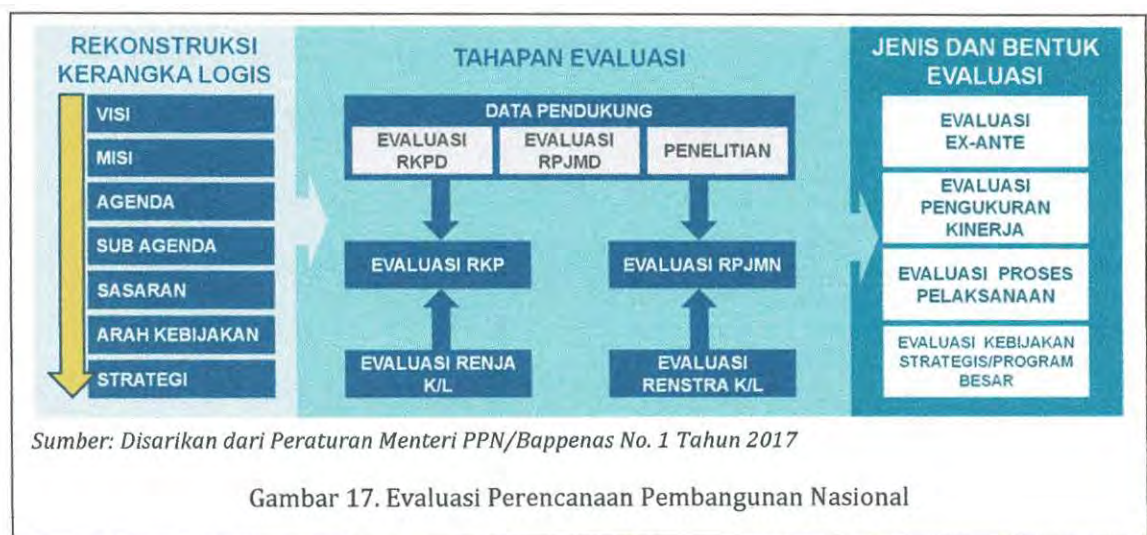 REKONSTRUKSI
KERANGKA LOGIS
VISI
MISI
AGENDA
SUB AGENDA
SASARAN
ARAH KEBIJAKAN
STRATEGI
TAHAPAN EVALUASI
DATA PENDUKUNG
EVALUASI
RKPD
EVALUASI
RPJMD
PENELITIAN
EVALUASI RKP
EVALUASI RPJMN
EVALUASI RENJA
K/L
EVALUASI
RENSTRA K/L
JENIS DAN BENTUK
EVALUASI
EVALUASI
EX-ANTE
EVALUASI
PENGUKURAN
KINERJA
EVALUASI PROSES
PELAKSANAAN
EVALUASI KEBIJAKAN
STRATEGIS/PROGRAM
BESAR
Sumber: Disarikan dari Peraturan Menteri PPN/Bappenas No. 1 Tahun 2017
Gambar 17. Evaluasi Perencanaan Pembangunan Nasional